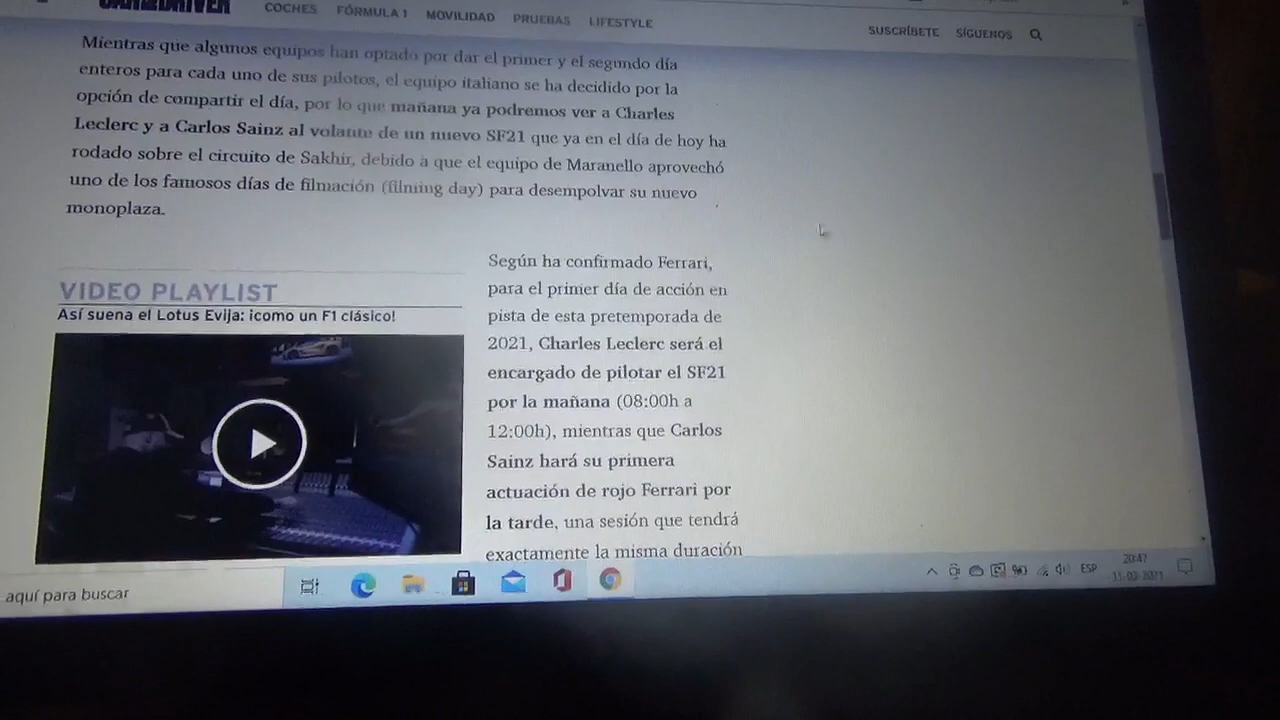 CAR AND DRIVER
COCHES FÓRMULA 1 MOVILIDAD PRUEBAS LIFESTYLE SUSCRÍBETE SÍGUENOS
Mientras que algunos equipos han optado por dar el primer y el segundo día
enteros para cada uno de sus pilotos, el equipo italiano se ha decidido por la
opción de compartir el día, por lo que mañana ya podremos ver a Charles
Leclerc y a Carlos Sainz al volante de un nuevo SF21 que ya en el día de hoy ha
rodado sobre el circuito de Sakhir, debido a que el equipo de Maranello aprovechó
uno de los famosos días de filmación (filming day) para desempolvar su nuevo
monoplaza.
VIDEO PLAYLIST
Así suena el Lotus Evija: ¡como un F1 clásico!
Según ha confirmado Ferrari,
para el primer día de acción en
pista de esta pretemporada de
2021, Charles Leclerc será el
encargado de pilotar el SF21
por la mañana (08:00h a
12:00h), mientras que Carlos
Sainz hará su primera
actuación de rojo Ferrari por
la tarde, una sesión que tendrá
exactamente la misma duración
aquí para buscar
ESP
20:47